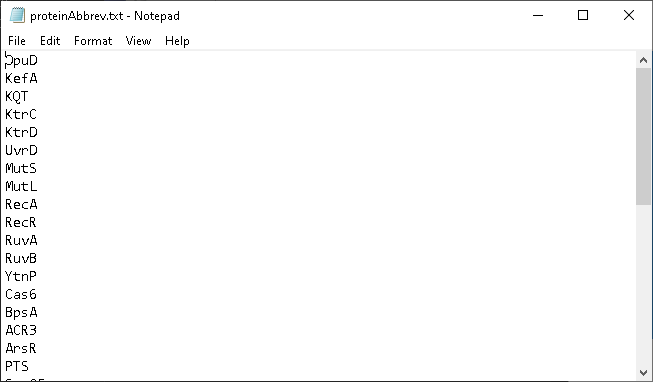 proteinAbbrev.txt - Notepad
File Edit Format View Help
OpuD
KefA
KQT
KtrC
KtrD
UvrD
MutS
MutL
RecA
RecR
RuvA
RuvB
YtnP
Cas6
BpsA
ACR3
ArsR
PTS